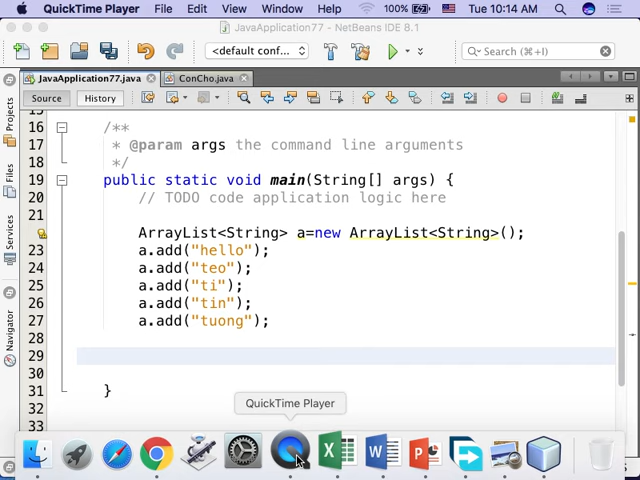 QuickTime Player File Edit View Window Help 100% Tue 10:14 AM
JavaApplication77 - NetBeans IDE 8.1
<default conf... Search (⌘+I)
JavaApplication77.java ConCho.java
Source History
Projects
Files
Services
Navigator
16 /**
17 * @param args the command line arguments
18 */
19 public static void main(String[] args) {
20 // TODO code application logic here
21
ArrayList<String> a=new ArrayList<String>();
23 a.add("hello");
24 a.add("teo");
25 a.add("ti");
26 a.add("tin");
27 a.add("tuong");
28
29
30
31 }
32
33
QuickTime Player